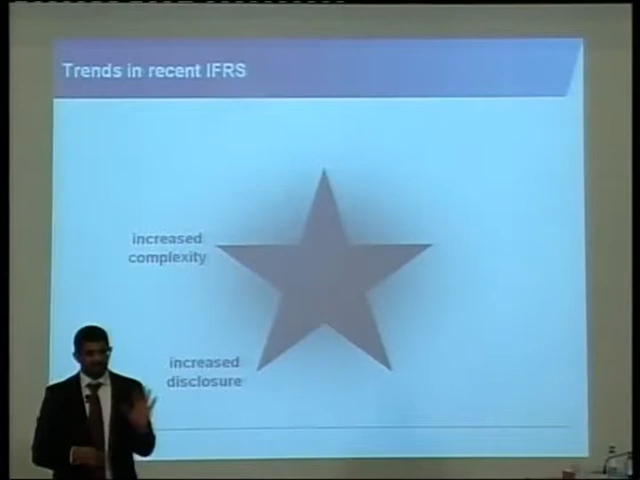 Trends in recent IFRS
increased
complexity
increased
disclosure